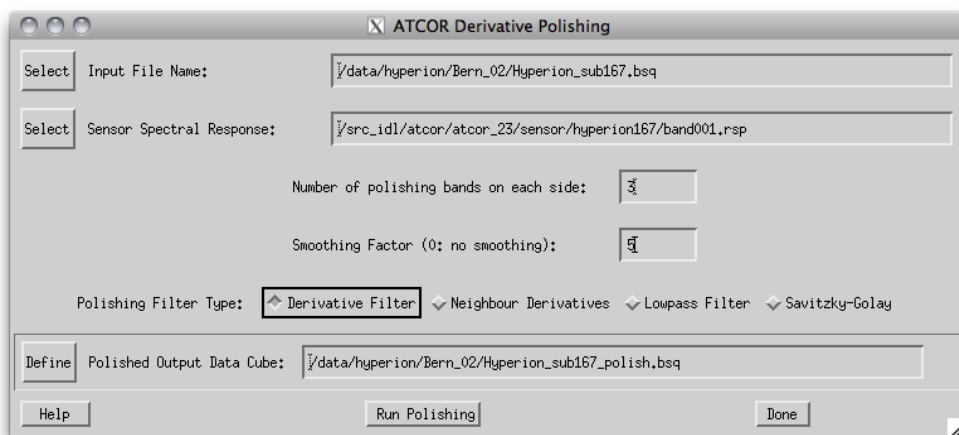 ATCOR Derivative Polishing
Select Input File Name: /data/hyperion/Bern_02/Hyperion_sub167.bsq
Select Sensor Spectral Response: /src_idl/atcor/atcor_23/sensor/hyperion167/band001.rsp
Number of polishing bands on each side: 3
Smoothing Factor (0: no smoothing): 5
Polishing Filter Type: Derivative Filter Neighbour Derivatives Lowpass Filter Savitzky-Golay
Define Polished Output Data Cube: /data/hyperion/Bern_02/Hyperion_sub167_polish.bsq
Help Run Polishing Done